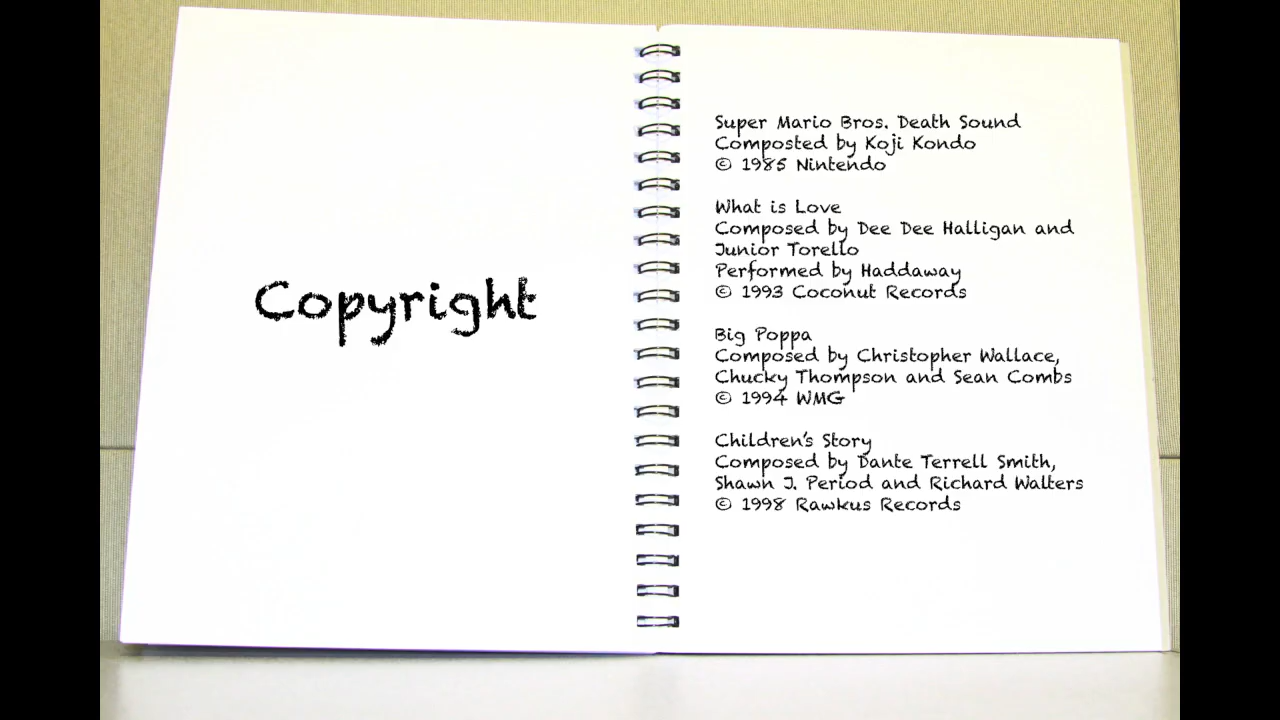 Copyright
Super Mario Bros. Death Sound
Composted by Koji Kondo
© 1985 Nintendo
What is Love
Composed by Dee Dee Halligan and
Junior Torello
Performed by Haddaway
© 1993 Coconut Records
Big Poppa
Composed by Christopher Wallace,
Chucky Thompson and Sean Combs
© 1994 WMG
Children's Story
Composed by Dante Terrell Smith,
Shawn J. Period and Richard Walters
© 1998 Rawkus Records